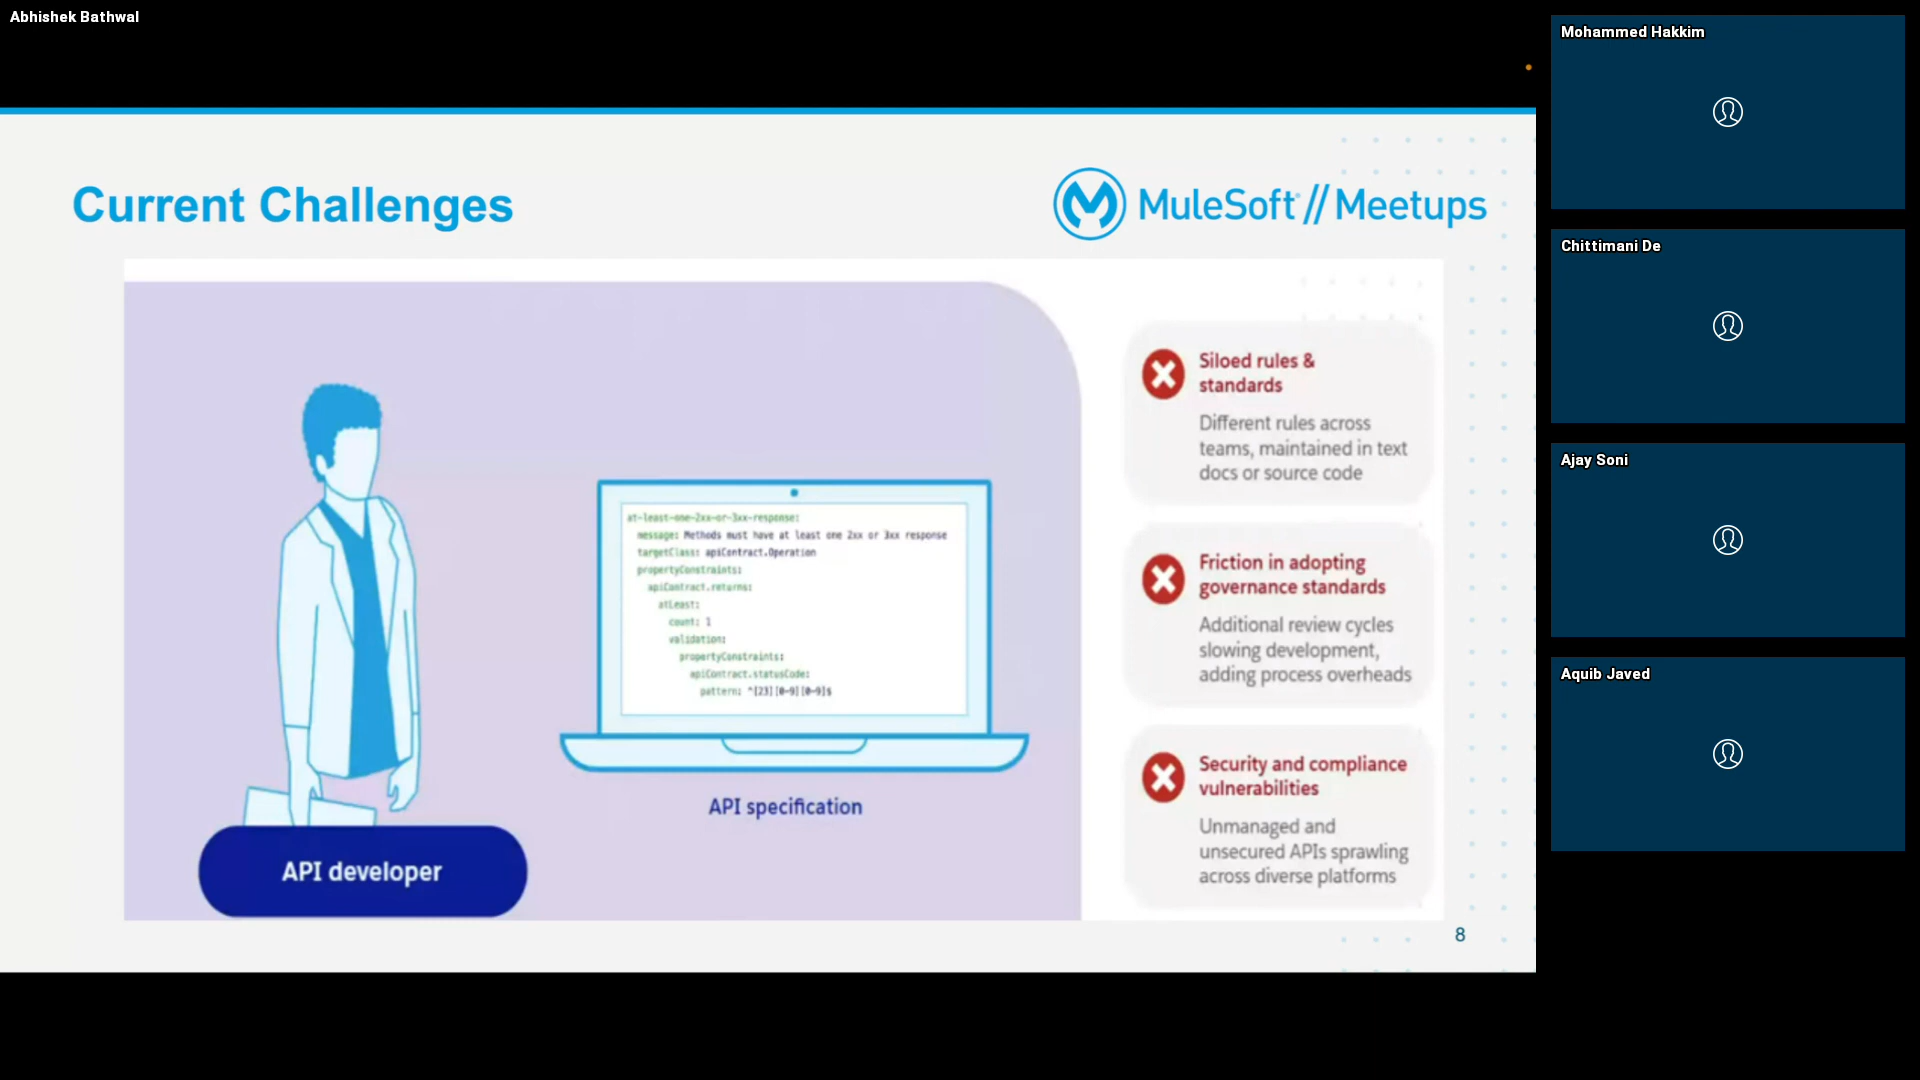 Abhishek Bathwal
Current Challenges
MuleSoft // Meetups
at-least-one-2xx-or-3xx-response:
message: Methods must have at least one 2xx or 3xx response
targetClass: apiContract.Operation
propertyConstraints:
apiContract.returns:
atLeast:
count: 1
validation:
propertyConstraints:
apiContract.statusCode:
pattern: ^[23][0-9][0-9]$
API specification
API developer
Siloed rules &
standards
Different rules across
teams, maintained in text
docs or source code
Friction in adopting
governance standards
Additional review cycles
slowing development,
adding process overheads
Security and compliance
vulnerabilities
Unmanaged and
unsecured APIs sprawling
across diverse platforms
8
Mohammed Hakkim
Chittimani De
Ajay Soni
Aquib Javed